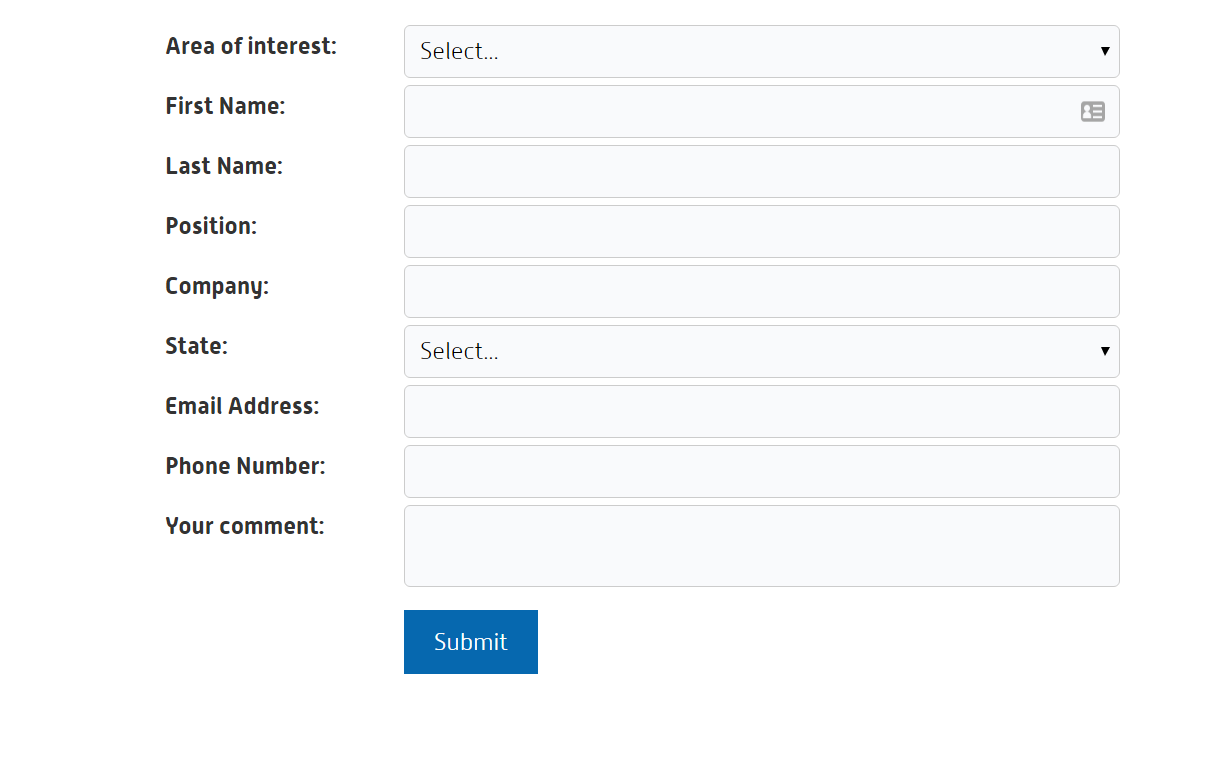 Area of interest: Select...
First Name:
Last Name:
Position:
Company:
State: Select...
Email Address:
Phone Number:
Your comment:
Submit